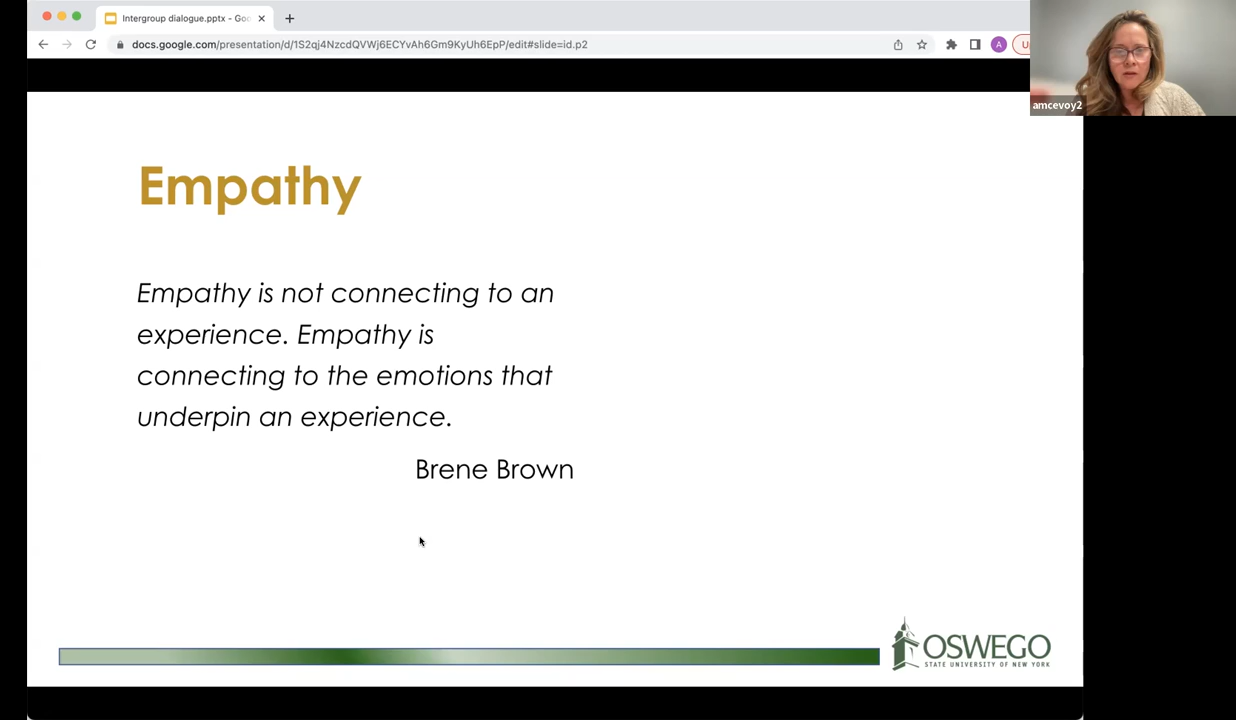 Intergroup dialogue.pptx - Goo
docs.google.com/presentation/d/1S2qj4NzcdQVWj6ECYvAh6Gm9KyUh6EpP/edit#slide=id.p2
A
amcevoy2
Empathy
Empathy is not connecting to an
experience. Empathy is
connecting to the emotions that
underpin an experience.
Brene Brown
OSWEGO
STATE UNIVERSITY OF NEW YORK